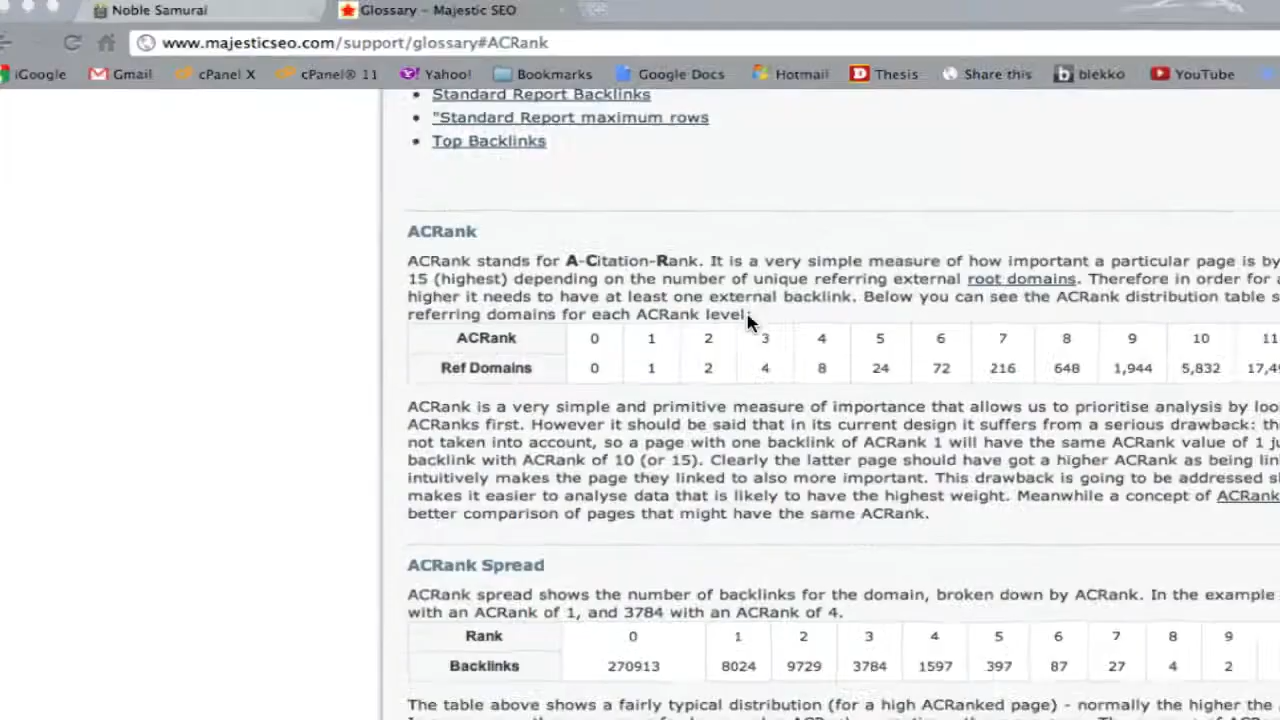 Noble Samurai
Glossary – Majestic SEO
www.majesticseo.com/support/glossary#ACRank
iGoogle Gmail cPanel X cPanel® 11 Yahoo! Bookmarks Google Docs Hotmail Thesis Share this blekko YouTube
Standard Report Backlinks
"Standard Report maximum rows
Top Backlinks
ACRank
ACRank stands for A-Citation-Rank. It is a very simple measure of how important a particular page is by
15 (highest) depending on the number of unique referring external root domains. Therefore in order for
higher it needs to have at least one external backlink. Below you can see the ACRank distribution table
referring domains for each ACRank level:
ACRank 0 1 2 3 4 5 6 7 8 9 10 11
Ref Domains 0 1 2 4 8 24 72 216 648 1,944 5,832 17,4
ACRank is a very simple and primitive measure of importance that allows us to prioritise analysis by
ACRanks first. However it should be said that in its current design it suffers from a serious drawback:
not taken into account, so a page with one backlink of ACRank 1 will have the same ACRank value of 1
backlink with ACRank of 10 (or 15). Clearly the latter page should have got a higher ACRank as being
intuitively makes the page they linked to also more important. This drawback is going to be addressed
makes it easier to analyse data that is likely to have the highest weight. Meanwhile a concept of ACRank
better comparison of pages that might have the same ACRank.
ACRank Spread
ACRank spread shows the number of backlinks for the domain, broken down by ACRank. In the example
with an ACRank of 1, and 3784 with an ACRank of 4.
Rank 0 1 2 3 4 5 6 7 8 9
Backlinks 270913 8024 9729 3784 1597 397 87 27 4 2
The table above shows a fairly typical distribution (for a high ACRanked page) - normally the higher the